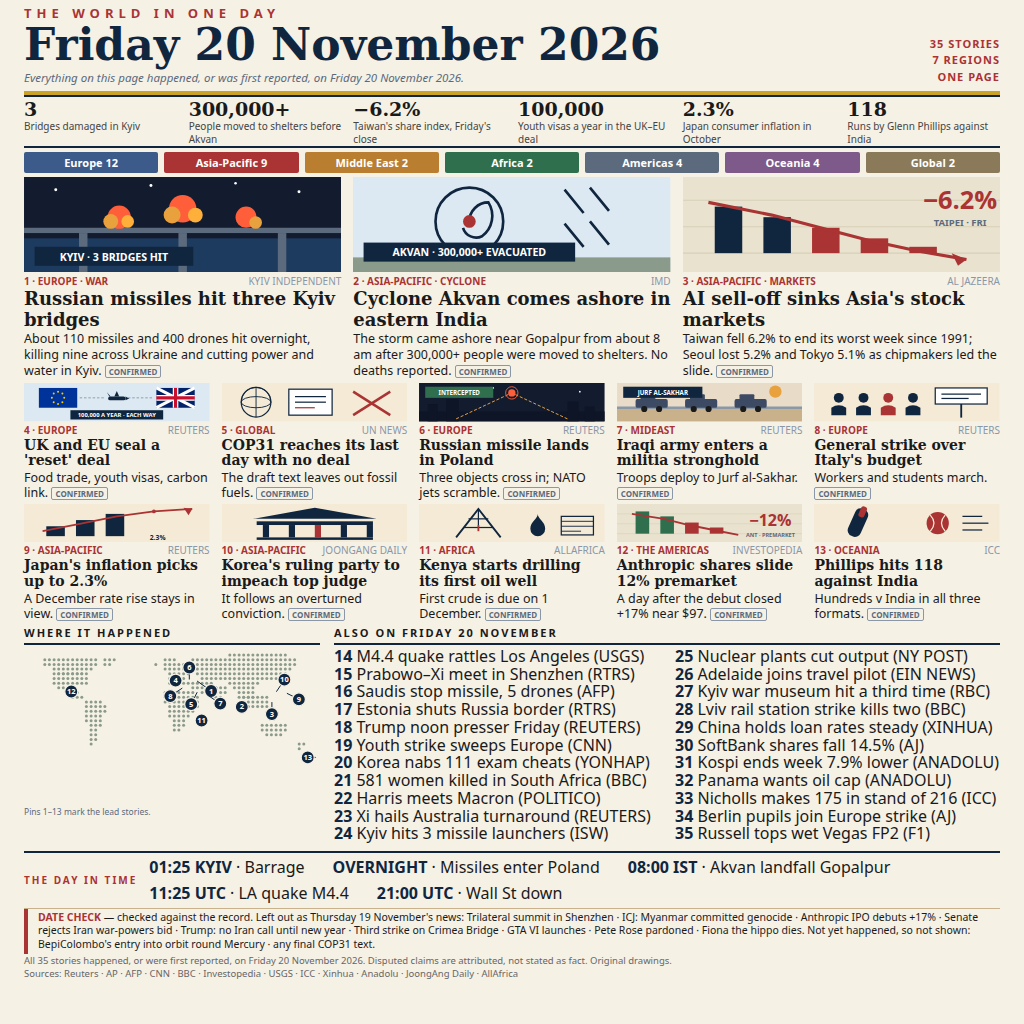 THE WORLD IN ONE DAY
Friday 20 November 2026
Everything on this page happened, or was first reported, on Friday 20 November 2026.
35 STORIES
7 REGIONS
ONE PAGE
3
Bridges damaged in Kyiv
300,000+
People moved to shelters before
Akvan
−6.2%
Taiwan's share index, Friday's
close
100,000
Youth visas a year in the UK–EU
deal
2.3%
Japan consumer inflation in
October
118
Runs by Glenn Phillips against
India
Europe 12
Asia-Pacific 9
Middle East 2
Africa 2
Americas 4
Oceania 4
Global 2
KYIV · 3 BRIDGES HIT
1 · EUROPE · WAR
KYIV INDEPENDENT
Russian missiles hit three Kyiv
bridges
About 110 missiles and 400 drones hit overnight,
killing nine across Ukraine and cutting power and
water in Kyiv. CONFIRMED
AKVAN · 300,000+ EVACUATED
2 · ASIA-PACIFIC · CYCLONE
IMD
Cyclone Akvan comes ashore in
eastern India
The storm came ashore near Gopalpur from about 8
am after 300,000+ people were moved to shelters. No
deaths reported. CONFIRMED
−6.2%
TAIPEI · FRI
3 · ASIA-PACIFIC · MARKETS
AL JAZEERA
AI sell-off sinks Asia's stock
markets
Taiwan fell 6.2% to end its worst week since 1991;
Seoul lost 5.2% and Tokyo 5.1% as chipmakers led the
slide. CONFIRMED
100,000 A YEAR · EACH WAY
4 · EUROPE
REUTERS
UK and EU seal a
'reset' deal
Food trade, youth visas, carbon
link. CONFIRMED
5 · GLOBAL
UN NEWS
COP31 reaches its last
day with no deal
The draft text leaves out fossil
fuels. CONFIRMED
INTERCEPTED
6 · EUROPE
REUTERS
Russian missile lands
in Poland
Three objects cross in; NATO
jets scramble. CONFIRMED
JURF AL-SAKHAR
7 · MIDEAST
REUTERS
Iraqi army enters a
militia stronghold
Troops deploy to Jurf al-Sakhar.
CONFIRMED
8 · EUROPE
REUTERS
General strike over
Italy's budget
Workers and students march.
CONFIRMED
2.3%
9 · ASIA-PACIFIC
REUTERS
Japan's inflation picks
up to 2.3%
A December rate rise stays in
view. CONFIRMED
10 · ASIA-PACIFIC
JOONGANG DAILY
Korea's ruling party to
impeach top judge
It follows an overturned
conviction. CONFIRMED
11 · AFRICA
ALLAFRICA
Kenya starts drilling
its first oil well
First crude is due on 1
December. CONFIRMED
−12%
ANT · PREMARKET
12 · THE AMERICAS
INVESTOPEDIA
Anthropic shares slide
12% premarket
A day after the debut closed
+17% near $97. CONFIRMED
13 · OCEANIA
ICC
Phillips hits 118
against India
Hundreds v India in all three
formats. CONFIRMED
WHERE IT HAPPENED
6
4
10
12
8
1
9
5
7
2
3
11
13
Pins 1–13 mark the lead stories.
ALSO ON FRIDAY 20 NOVEMBER
14 M4.4 quake rattles Los Angeles (USGS)
15 Prabowo–Xi meet in Shenzhen (RTRS)
16 Saudis stop missile, 5 drones (AFP)
17 Estonia shuts Russia border (RTRS)
18 Trump noon presser Friday (REUTERS)
19 Youth strike sweeps Europe (CNN)
20 Korea nabs 111 exam cheats (YONHAP)
21 581 women killed in South Africa (BBC)
22 Harris meets Macron (POLITICO)
23 Xi hails Australia turnaround (REUTERS)
24 Kyiv hits 3 missile launchers (ISW)
25 Nuclear plants cut output (NY POST)
26 Adelaide joins travel pilot (EIN NEWS)
27 Kyiv war museum hit a third time (RBC)
28 Lviv rail station strike kills two (BBC)
29 China holds loan rates steady (XINHUA)
30 SoftBank shares fall 14.5% (AJ)
31 Kospi ends week 7.9% lower (ANADOLU)
32 Panama wants oil cap (ANADOLU)
33 Nicholls makes 175 in stand of 216 (ICC)
34 Berlin pupils join Europe strike (AJ)
35 Russell tops wet Vegas FP2 (F1)
THE DAY IN TIME
01:25 KYIV · Barrage
OVERNIGHT · Missiles enter Poland
08:00 IST · Akvan landfall Gopalpur
11:25 UTC · LA quake M4.4
21:00 UTC · Wall St down
DATE CHECK — checked against the record. Left out as Thursday 19 November's news: Trilateral summit in Shenzhen · ICJ: Myanmar committed genocide · Anthropic IPO debuts +17% · Senate
rejects Iran war-powers bid · Trump: no Iran call until new year · Third strike on Crimea Bridge · GTA VI launches · Pete Rose pardoned · Fiona the hippo dies. Not yet happened, so not shown:
BepiColombo's entry into orbit round Mercury · any final COP31 text.
All 35 stories happened, or were first reported, on Friday 20 November 2026. Disputed claims are attributed, not stated as fact. Original drawings.
Sources: Reuters · AP · AFP · CNN · BBC · Investopedia · USGS · ICC · Xinhua · Anadolu · JoongAng Daily · AllAfrica